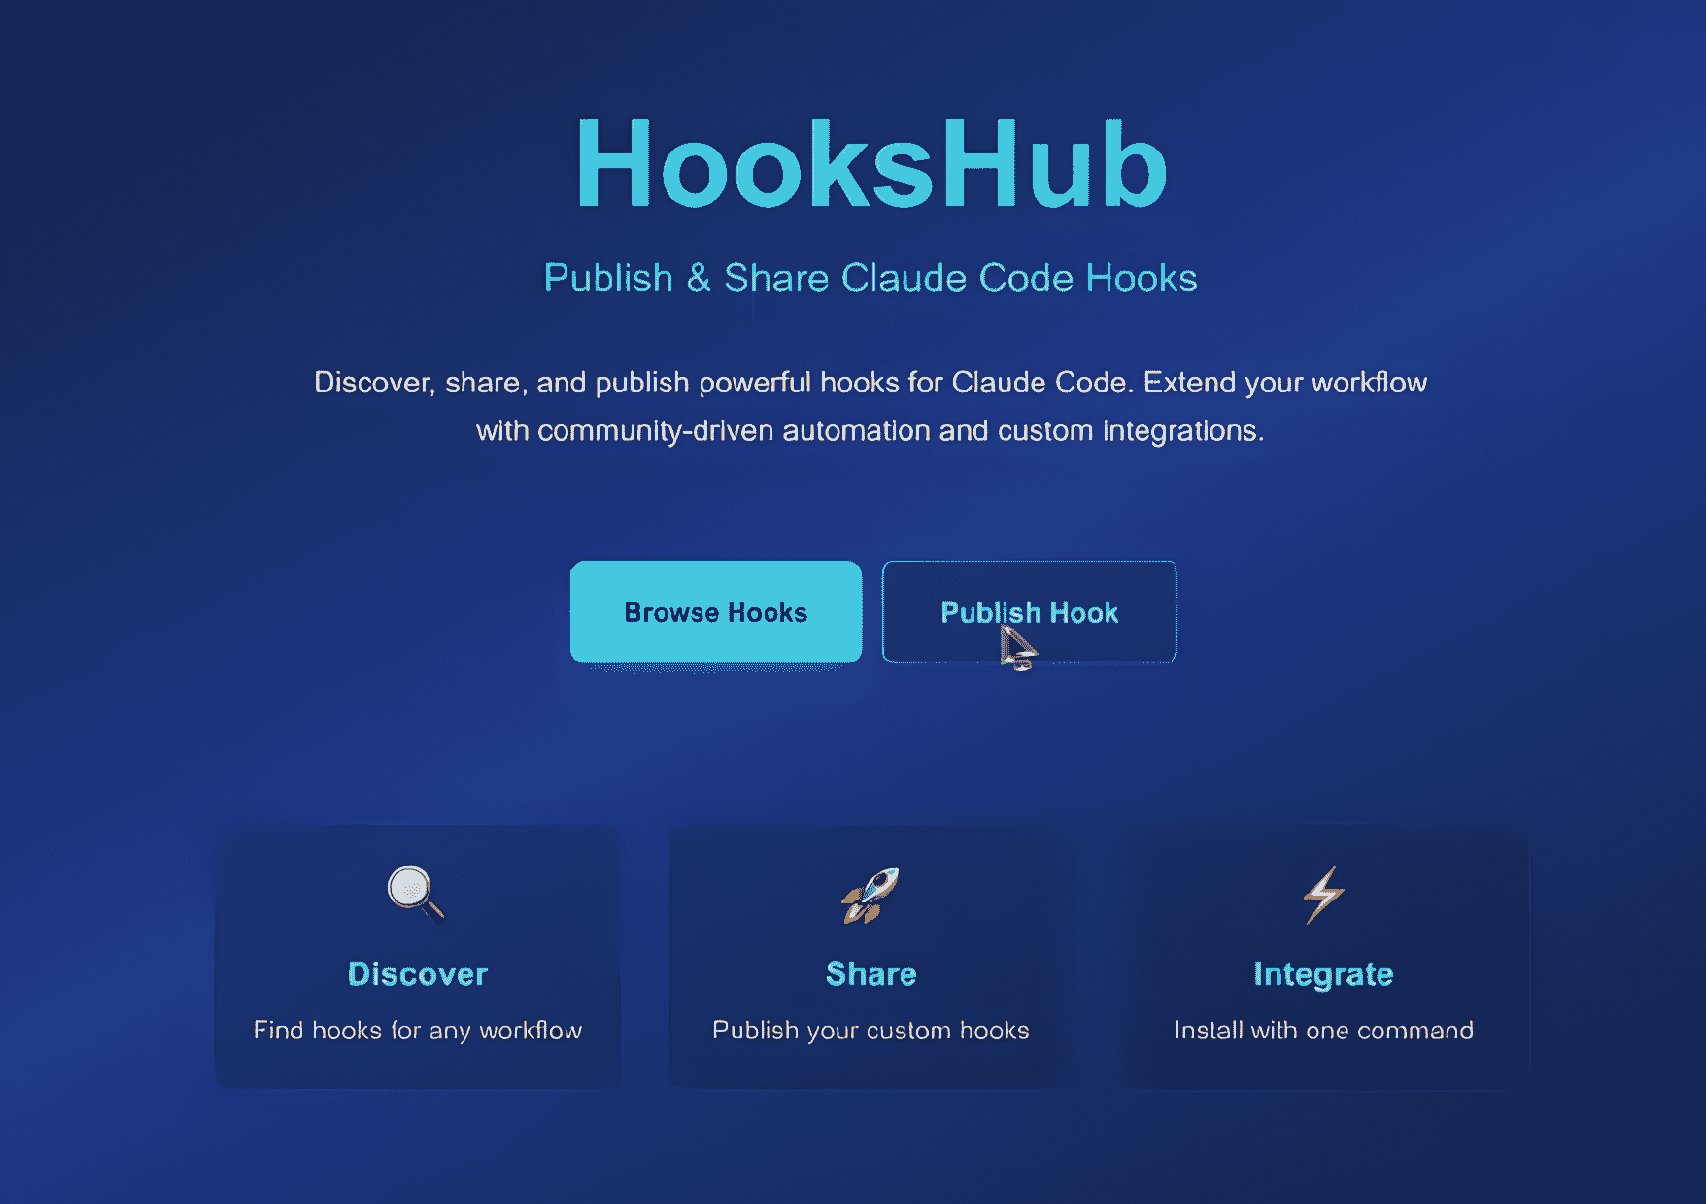 HooksHub
Publish & Share Claude Code Hooks
Discover, share, and publish powerful hooks for Claude Code. Extend your workflow
with community-driven automation and custom integrations.
Browse Hooks
Publish Hook
Discover
Find hooks for any workflow
Share
Publish your custom hooks
Integrate
Install with one command